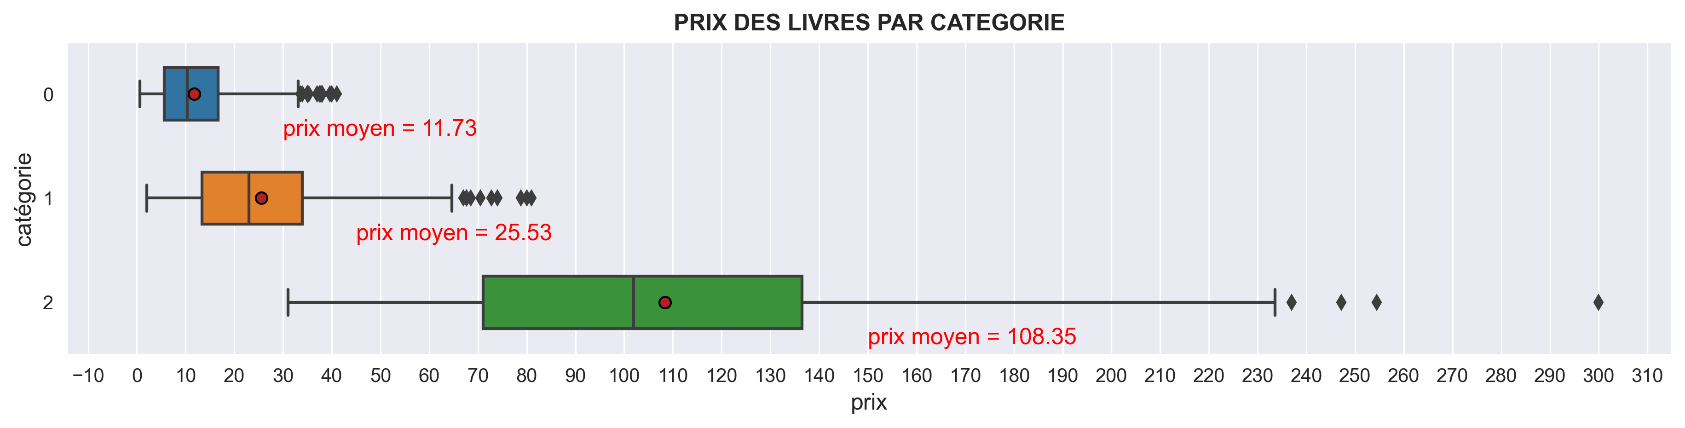 PRIX DES LIVRES PAR CATEGORIE
0
prix moyen = 11.73
catégorie
1
prix moyen = 25.53
2
prix moyen = 108.35
−10 0 10 20 30 40 50 60 70 80 90 100 110 120 130 140 150 160 170 180 190 200 210 220 230 240 250 260 270 280 290 300 310
prix